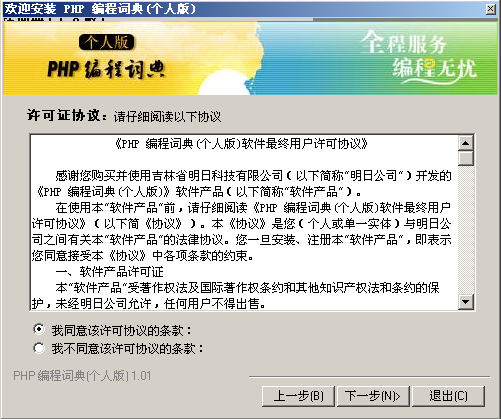 欢迎安装 PHP 编程词典(个人版)
个人版
PHP编程词典
全程服务
编程无忧
许可证协议：请仔细阅读以下协议
《PHP 编程词典(个人版)软件最终用户许可协议》
感谢您购买并使用吉林省明日科技有限公司（以下简称“明日公司”）开发的
《PHP 编程词典(个人版)》软件产品（以下简称“软件产品”）。
在使用本“软件产品”前，请仔细阅读《PHP 编程词典(个人版)软件最终用户
许可协议》（以下简《协议》）。本《协议》是您（个人或单一实体）与明日公
司之间有关本“软件产品”的法律协议。您一旦安装、注册本“软件产品”，即表示
您同意接受本《协议》中各项条款的约束。
一、软件产品许可证
本“软件产品”受著作权法及国际著作权条约和其他知识产权法和条约的保
护，未经明日公司允许，任何用户不得出售。
我同意该许可协议的条款：
我不同意该许可协议的条款：
PHP编程词典(个人版) 1.01
上一步(B)
下一步(N)>
退出(C)